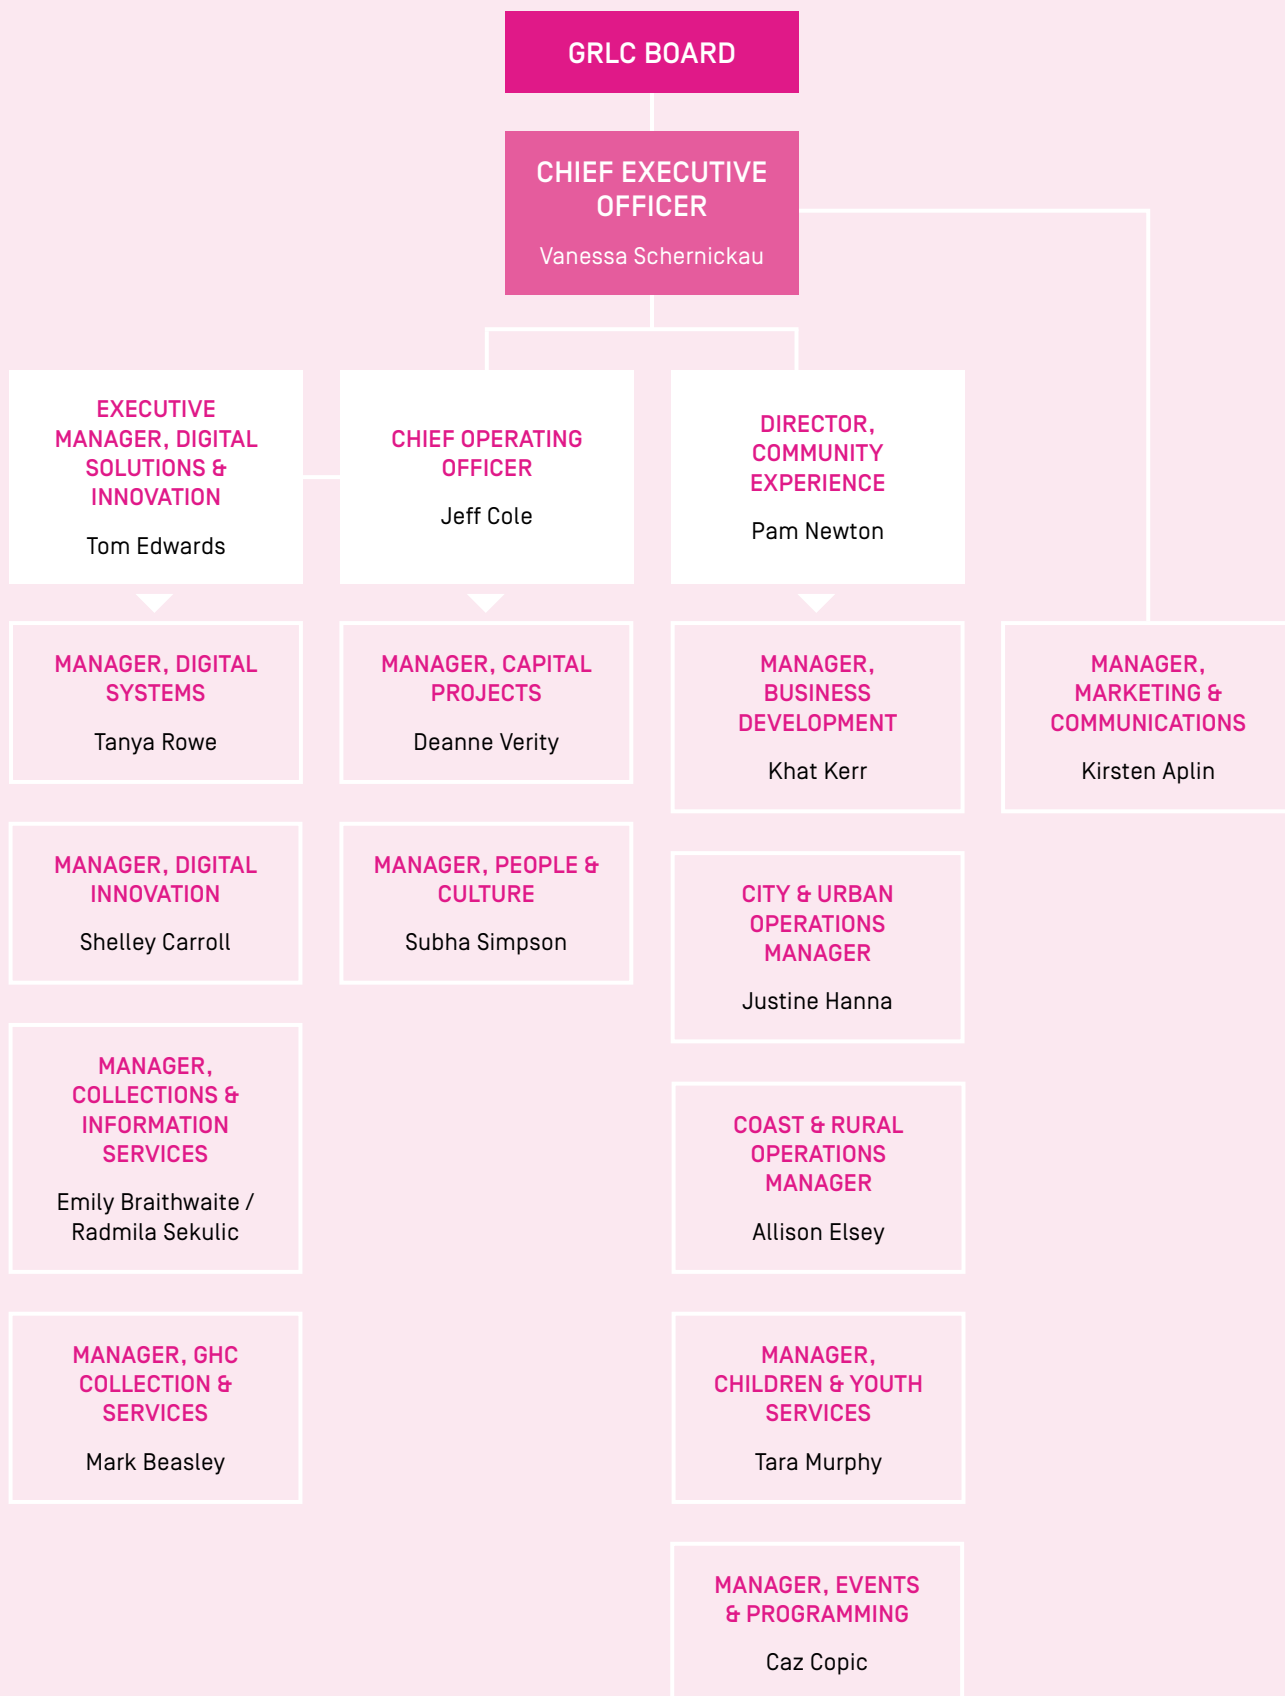 GRLC BOARD
CHIEF EXECUTIVE
OFFICER
Vanessa Schernickau
EXECUTIVE
MANAGER, DIGITAL
SOLUTIONS &
INNOVATION
Tom Edwards
CHIEF OPERATING
OFFICER
Jeff Cole
DIRECTOR,
COMMUNITY
EXPERIENCE
Pam Newton
MANAGER, DIGITAL
SYSTEMS
Tanya Rowe
MANAGER, DIGITAL
INNOVATION
Shelley Carroll
MANAGER,
COLLECTIONS &
INFORMATION
SERVICES
Emily Braithwaite /
Radmila Sekulic
MANAGER, GHC
COLLECTION &
SERVICES
Mark Beasley
MANAGER, CAPITAL
PROJECTS
Deanne Verity
MANAGER, PEOPLE &
CULTURE
Subha Simpson
MANAGER,
BUSINESS
DEVELOPMENT
Khat Kerr
CITY & URBAN
OPERATIONS
MANAGER
Justine Hanna
COAST & RURAL
OPERATIONS
MANAGER
Allison Elsey
MANAGER,
CHILDREN & YOUTH
SERVICES
Tara Murphy
MANAGER, EVENTS
& PROGRAMMING
Caz Copic
MANAGER,
MARKETING &
COMMUNICATIONS
Kirsten Aplin